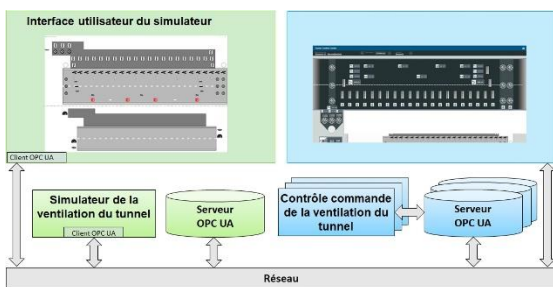 Interface utilisateur du simulateur
Client OPC UA
Simulateur de la
ventilation du tunnel
Client OPC UA
Serveur
OPC UA
Contrôle commande
de la ventilation du
tunnel
Serveur
OPC UA
Réseau